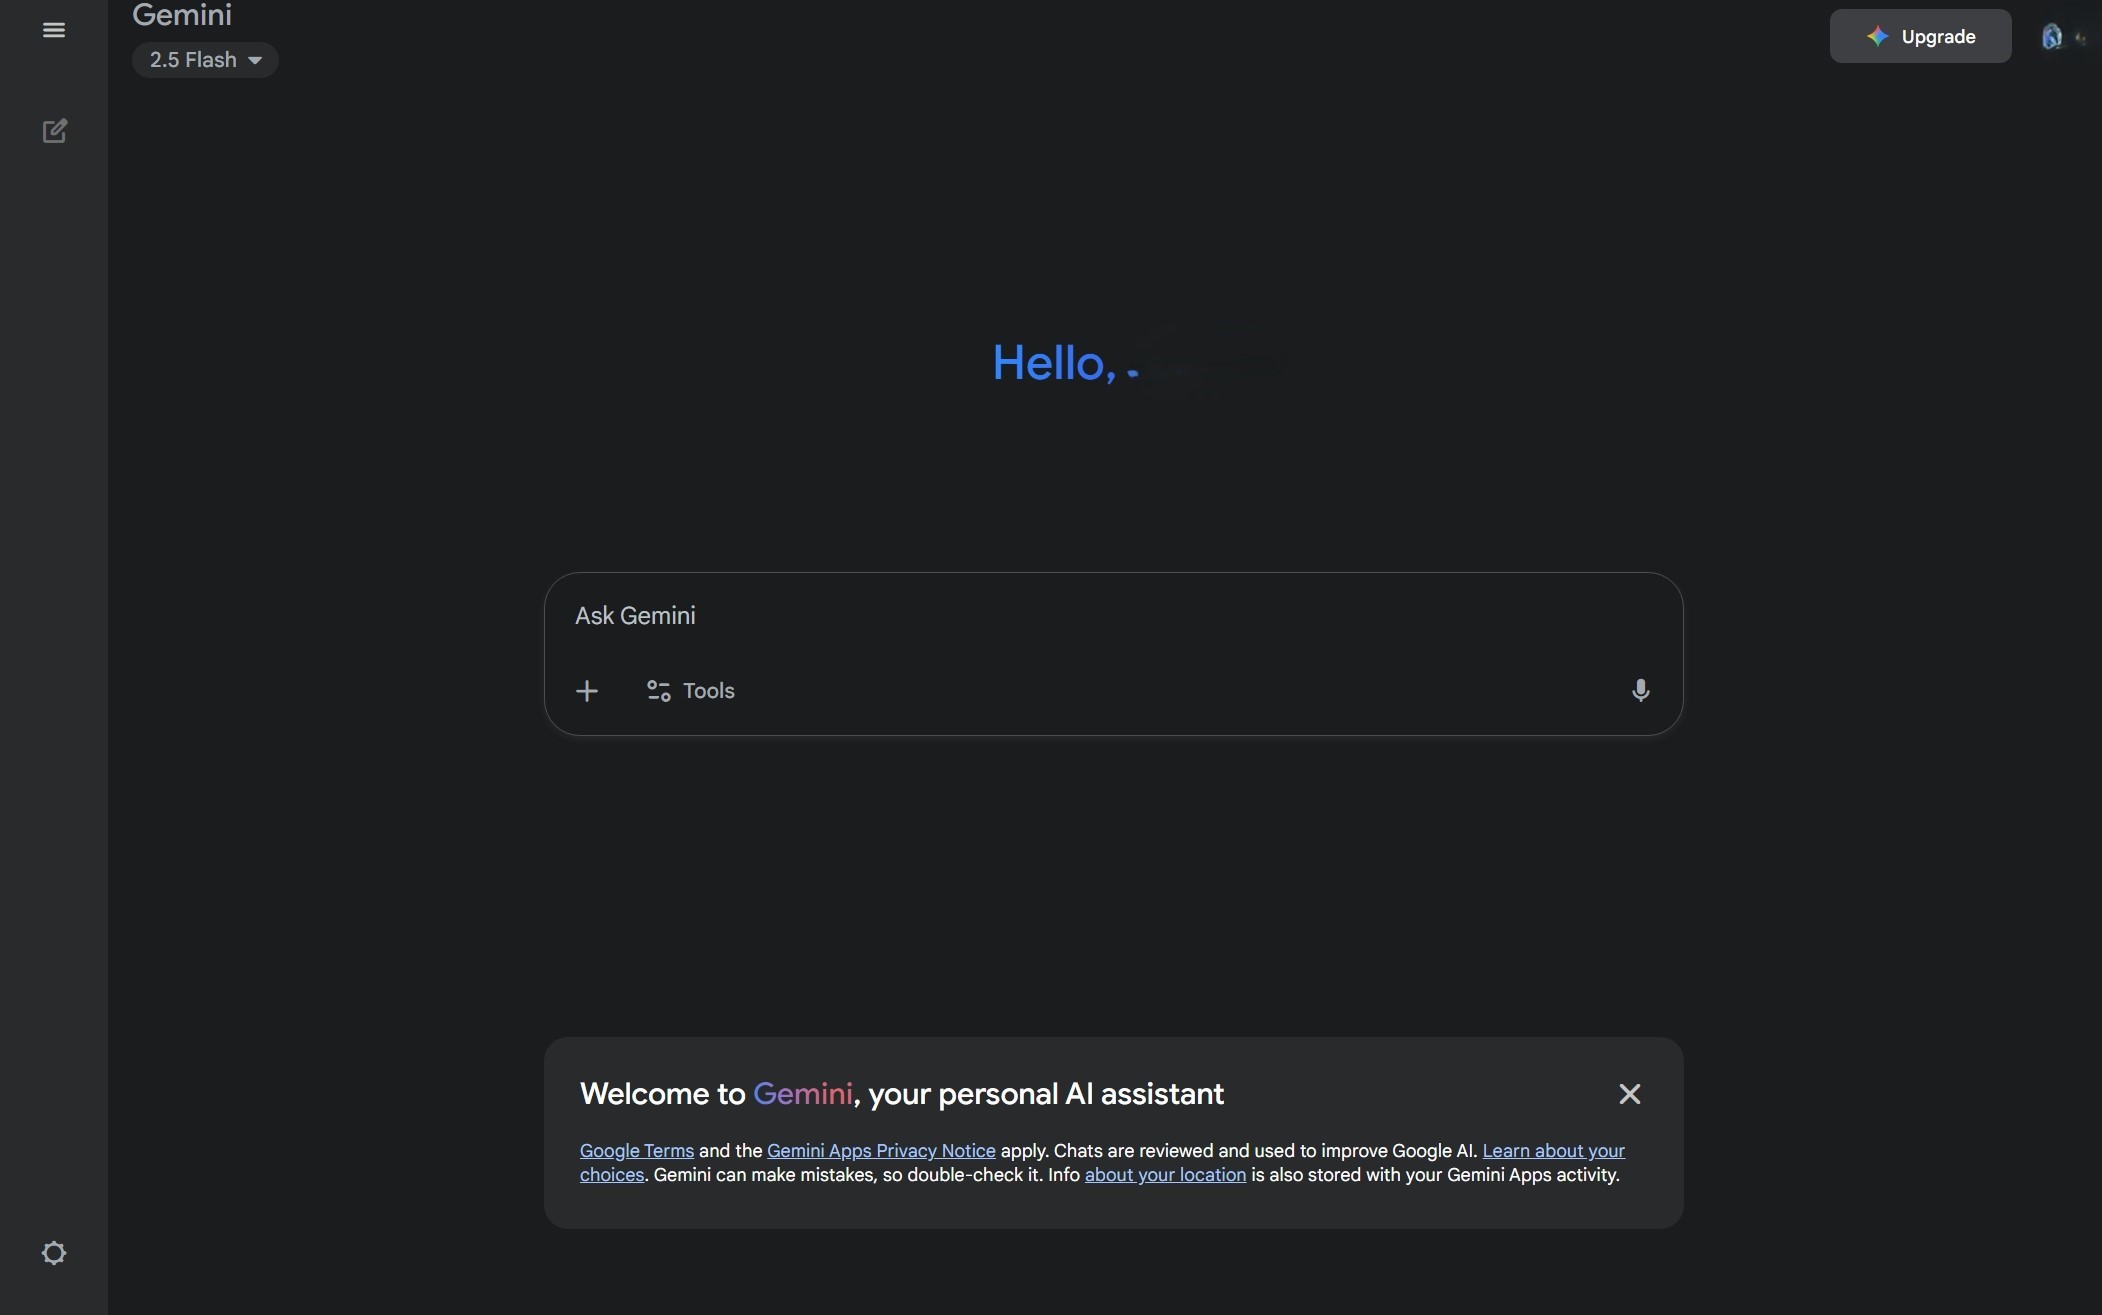 Gemini
2.5 Flash
Upgrade
Hello,
Ask Gemini
Tools
Welcome to Gemini, your personal AI assistant
Google Terms and the Gemini Apps Privacy Notice apply. Chats are reviewed and used to improve Google AI. Learn about your
choices. Gemini can make mistakes, so double-check it. Info about your location is also stored with your Gemini Apps activity.